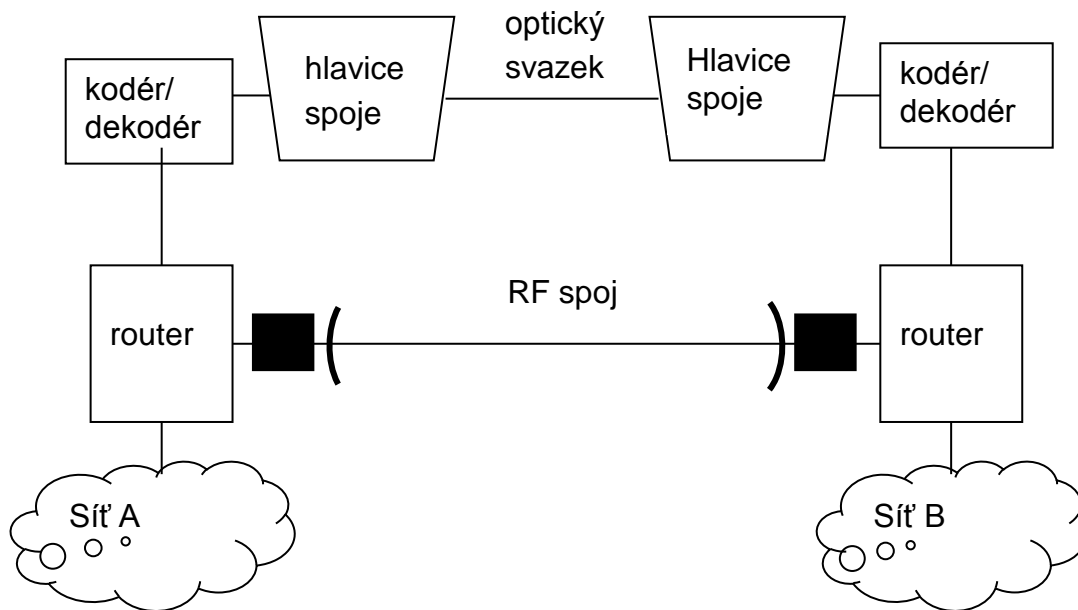 optický
svazek
kodér/
dekodér
hlavice
spoje
Hlavice
spoje
kodér/
dekodér
RF spoj
router
router
Síť A
Síť B